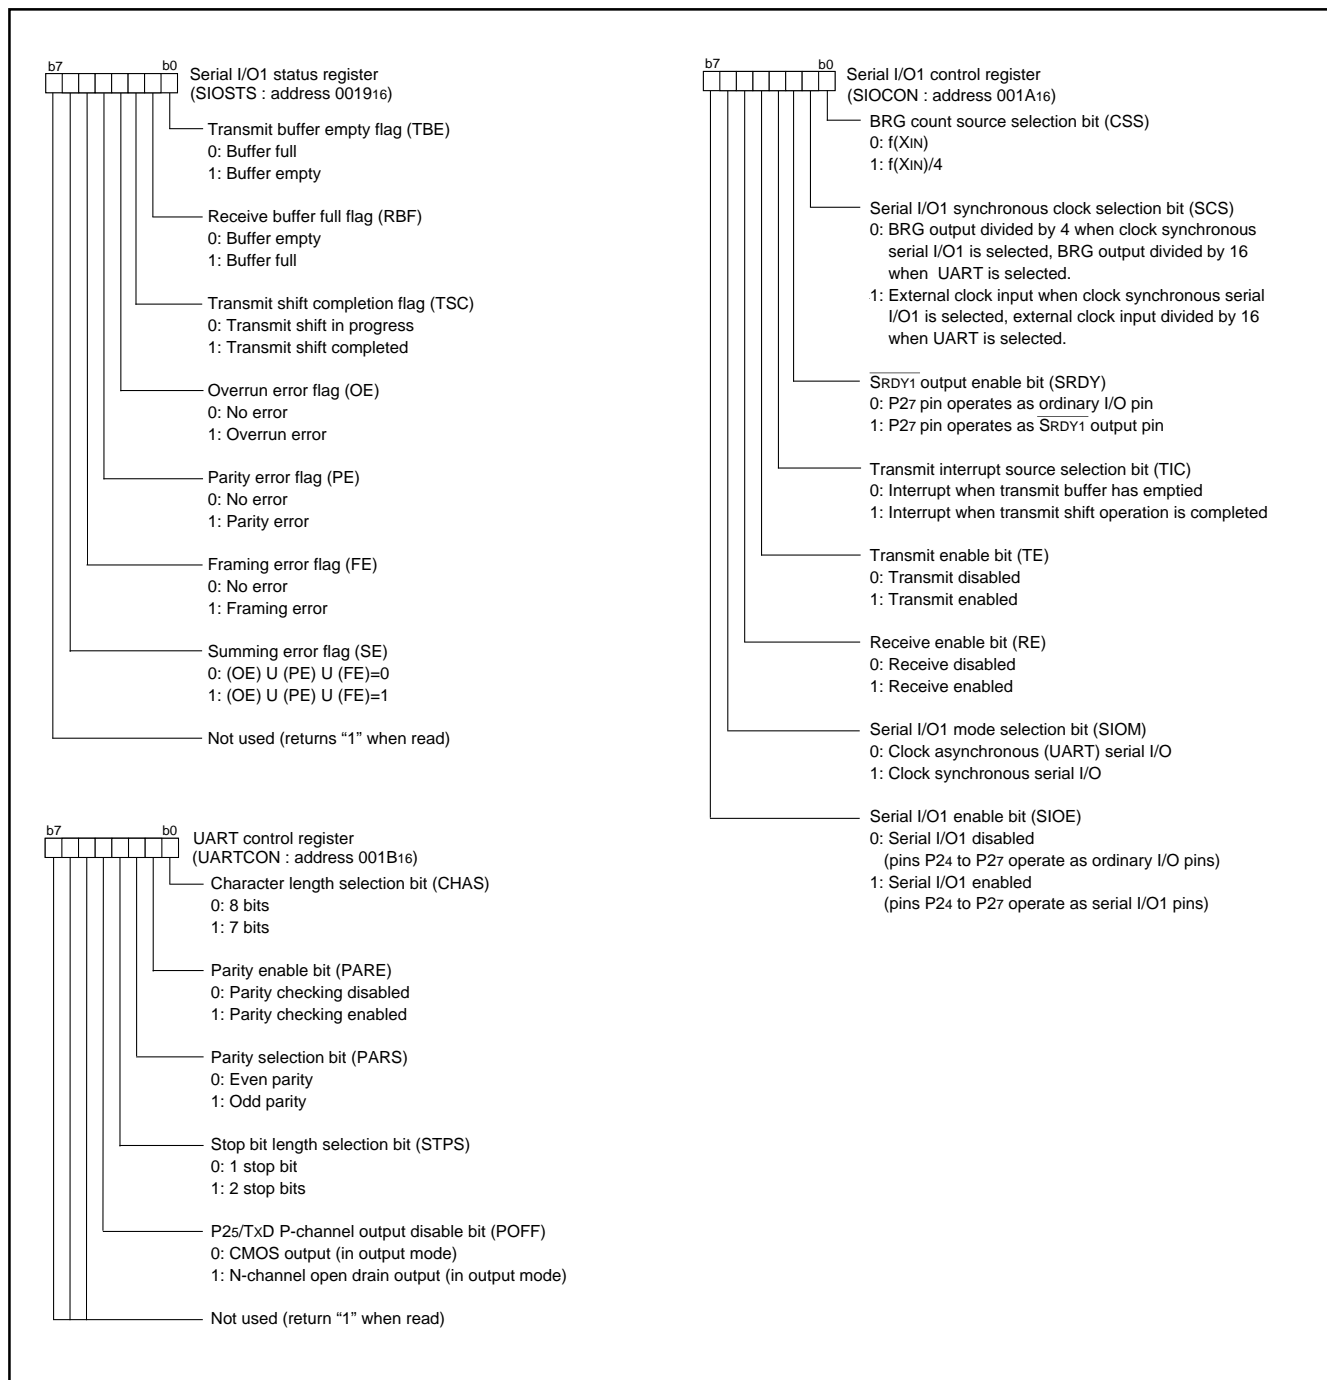 b7 b0
Serial I/O1 status register
(SIOSTS : address 001916)
Transmit buffer empty flag (TBE)
0: Buffer full
1: Buffer empty
Receive buffer full flag (RBF)
0: Buffer empty
1: Buffer full
Transmit shift completion flag (TSC)
0: Transmit shift in progress
1: Transmit shift completed
Overrun error flag (OE)
0: No error
1: Overrun error
Parity error flag (PE)
0: No error
1: Parity error
Framing error flag (FE)
0: No error
1: Framing error
Summing error flag (SE)
0: (OE) U (PE) U (FE)=0
1: (OE) U (PE) U (FE)=1
Not used (returns “1” when read)
b7 b0
UART control register
(UARTCON : address 001B16)
Character length selection bit (CHAS)
0: 8 bits
1: 7 bits
Parity enable bit (PARE)
0: Parity checking disabled
1: Parity checking enabled
Parity selection bit (PARS)
0: Even parity
1: Odd parity
Stop bit length selection bit (STPS)
0: 1 stop bit
1: 2 stop bits
P25/TXD P-channel output disable bit (POFF)
0: CMOS output (in output mode)
1: N-channel open drain output (in output mode)
Not used (return “1” when read)
b7 b0
Serial I/O1 control register
(SIOCON : address 001A16)
BRG count source selection bit (CSS)
0: f(XIN)
1: f(XIN)/4
Serial I/O1 synchronous clock selection bit (SCS)
0: BRG output divided by 4 when clock synchronous
serial I/O1 is selected, BRG output divided by 16
when UART is selected.
1: External clock input when clock synchronous serial
I/O1 is selected, external clock input divided by 16
when UART is selected.
SRDY1 output enable bit (SRDY)
0: P27 pin operates as ordinary I/O pin
1: P27 pin operates as SRDY1 output pin
Transmit interrupt source selection bit (TIC)
0: Interrupt when transmit buffer has emptied
1: Interrupt when transmit shift operation is completed
Transmit enable bit (TE)
0: Transmit disabled
1: Transmit enabled
Receive enable bit (RE)
0: Receive disabled
1: Receive enabled
Serial I/O1 mode selection bit (SIOM)
0: Clock asynchronous (UART) serial I/O
1: Clock synchronous serial I/O
Serial I/O1 enable bit (SIOE)
0: Serial I/O1 disabled
(pins P24 to P27 operate as ordinary I/O pins)
1: Serial I/O1 enabled
(pins P24 to P27 operate as serial I/O1 pins)